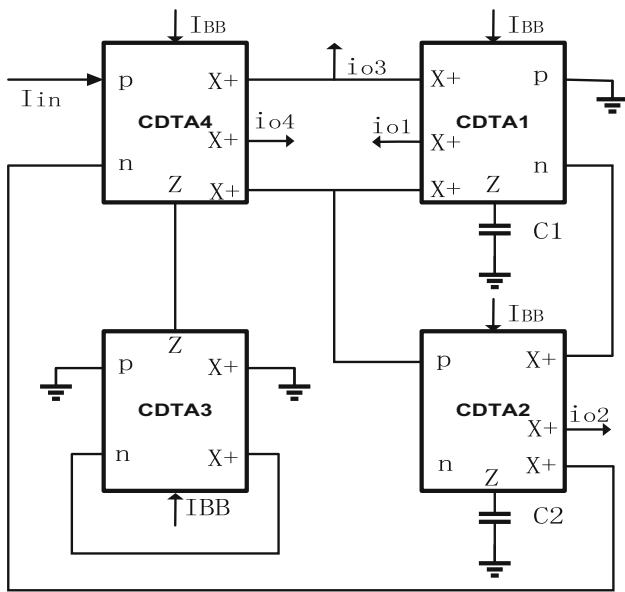 IBB
IBB
p
X+
io3
X+
p
Iin
CDTA4
io4
io1
CDTA1
X+
X+
n
Z
X+
X+
Z
n
C1
IBB
Z
p
X+
p
X+
CDTA3
CDTA2
io2
X+
n
X+
n
X+
Z
IBB
C2